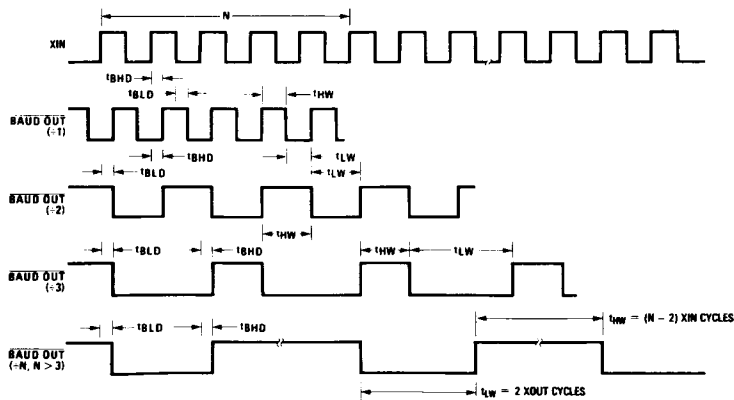 N
XIN
tBHD
tBLD
tHW
BAUD OUT
(÷1)
tBHD
tLW
tBLD
tLW
BAUD OUT
(÷2)
tHW
tBLD
tBHD
tHW
tLW
BAUD OUT
(÷3)
tHW = (N – 2) XIN CYCLES
tBLD
tBHD
BAUD OUT
(÷N, N > 3)
tLW = 2 XOUT CYCLES